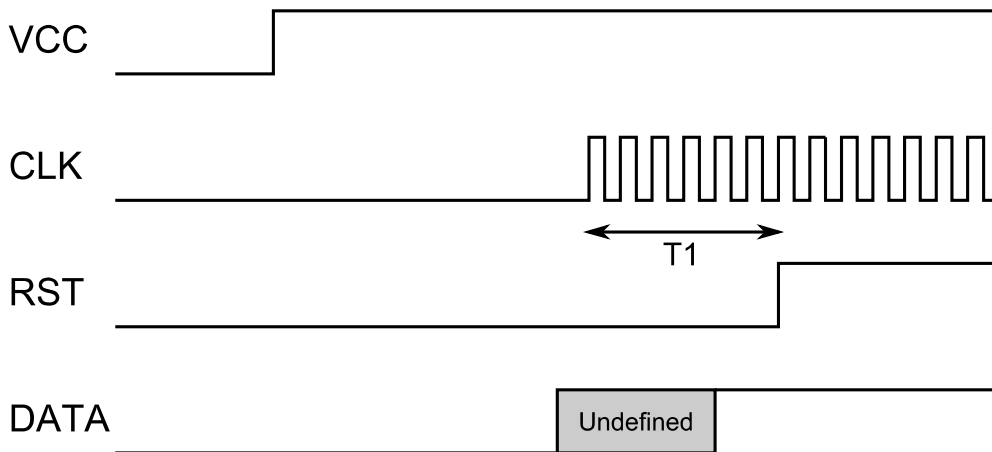 VCC
CLK
T1
RST
DATA
Undefined